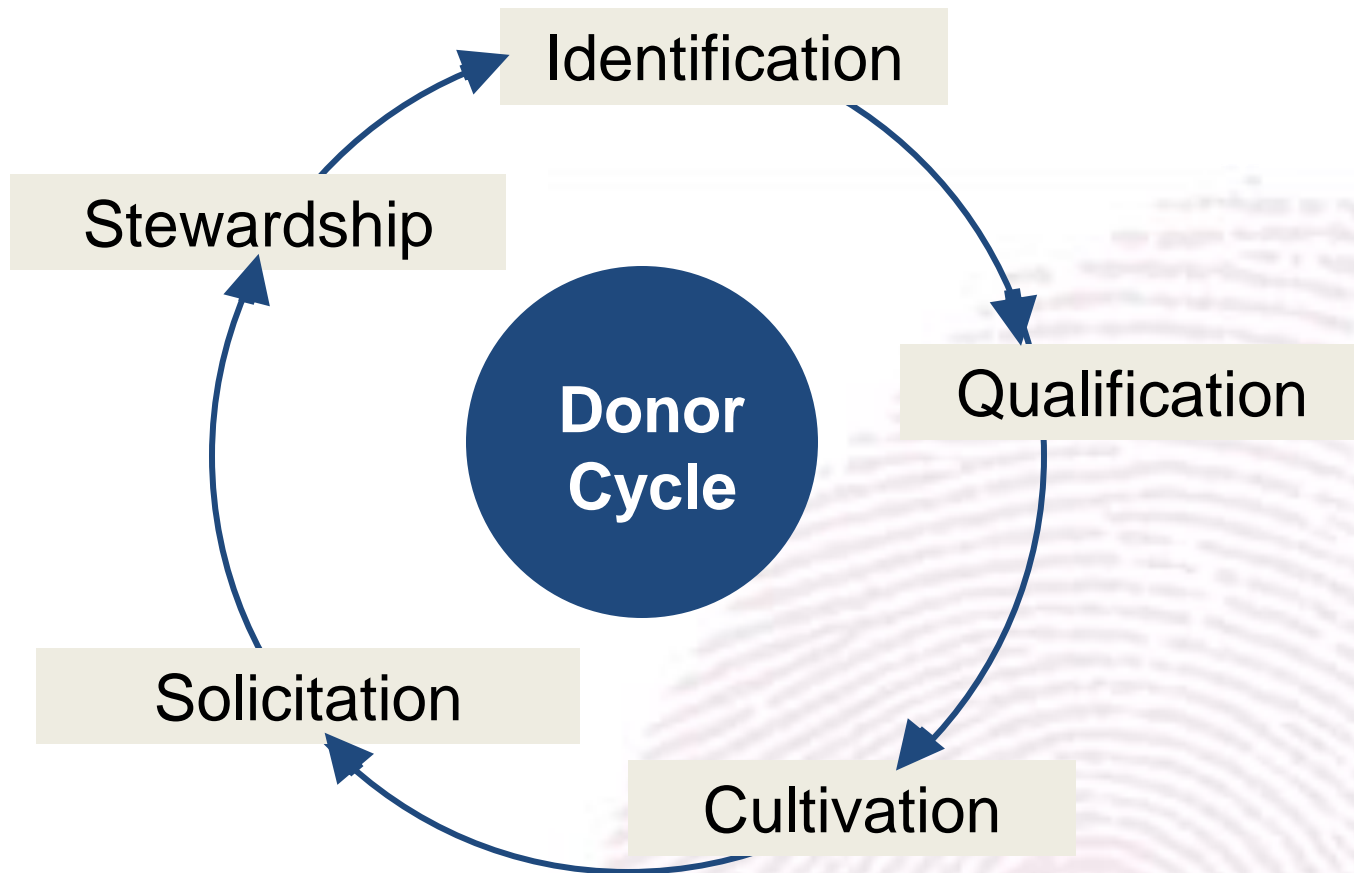 Identification
Stewardship
Qualification
Donor
Cycle
Solicitation
Cultivation